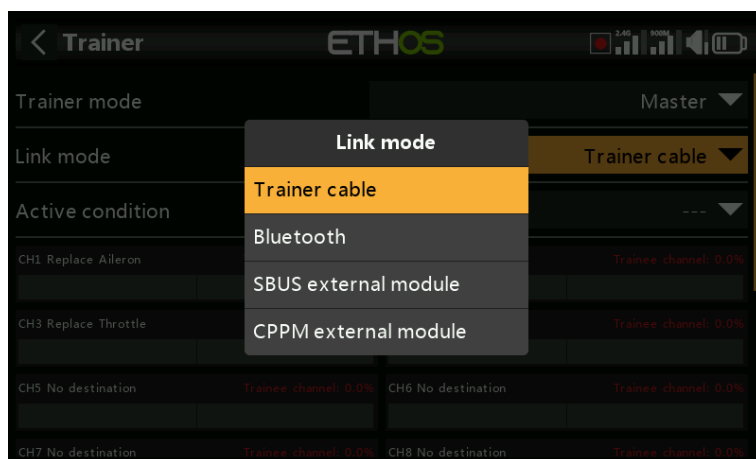 Trainer
ETHOS
2.4G
900M
Trainer mode
Master
Link mode
Link mode
Trainer cable
Trainer cable
Bluetooth
SBUS external module
CPPM external module
Active condition
---
CH1 Replace Aileron
Trainee channel: 0.0%
CH3 Replace Throttle
Trainee channel: 0.0%
CH5 No destination
Trainee channel: 0.0%
CH6 No destination
Trainee channel: 0.0%
CH7 No destination
Trainee channel: 0.0%
CH8 No destination
Trainee channel: 0.0%